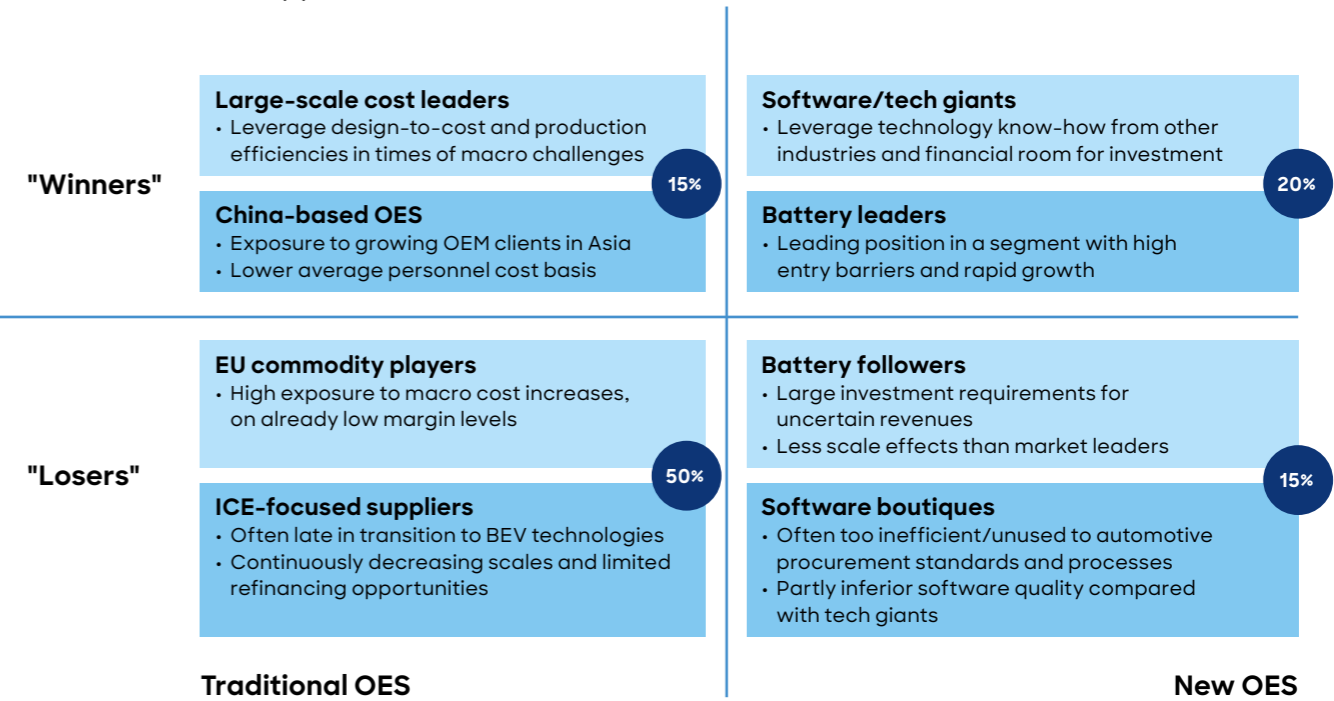 "Winners"
Large-scale cost leaders
• Leverage design-to-cost and production
efficiencies in times of macro challenges
15%
China-based OES
• Exposure to growing OEM clients in Asia
• Lower average personnel cost basis
Software/tech giants
• Leverage technology know-how from other
industries and financial room for investment
20%
Battery leaders
• Leading position in a segment with high
entry barriers and rapid growth
"Losers"
EU commodity players
• High exposure to macro cost increases,
on already low margin levels
50%
ICE-focused suppliers
• Often late in transition to BEV technologies
• Continuously decreasing scales and limited
refinancing opportunities
Battery followers
• Large investment requirements for
uncertain revenues
• Less scale effects than market leaders
15%
Software boutiques
• Often too inefficient/unused to automotive
procurement standards and processes
• Partly inferior software quality compared
with tech giants
Traditional OES
New OES